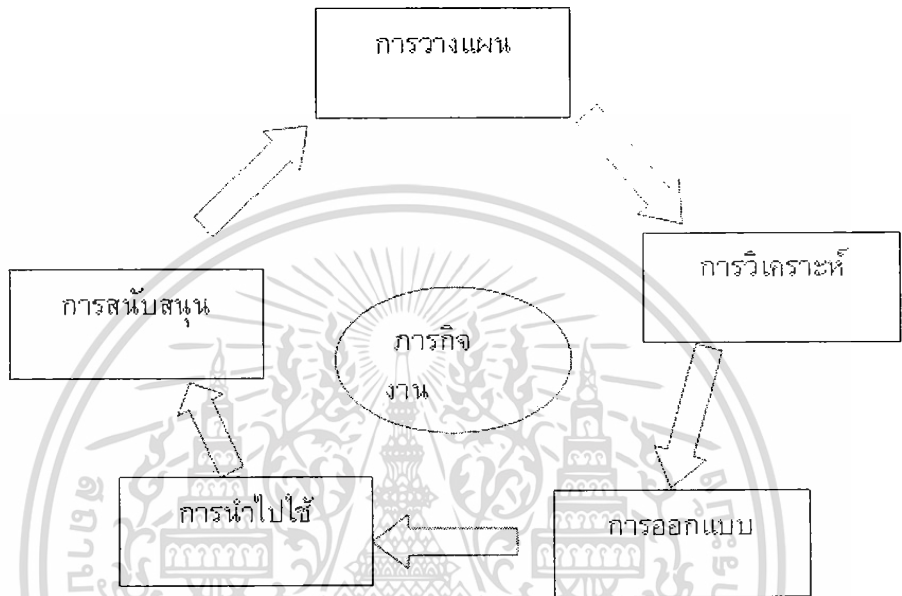 การวางแผน
การวิเคราะห์
การสนับสนุน
ภารกิจ
งาน
การนำไปใช้
การออกแบบ